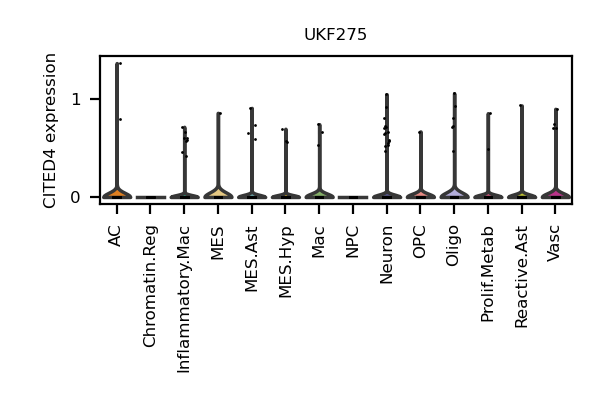 UKF275
CITED4 expression
1
0
AC
Chromatin.Reg
Inflammatory.Mac
MES
MES.Ast
MES.Hyp
Mac
NPC
Neuron
OPC
Oligo
Prolif.Metab
Reactive.Ast
Vasc